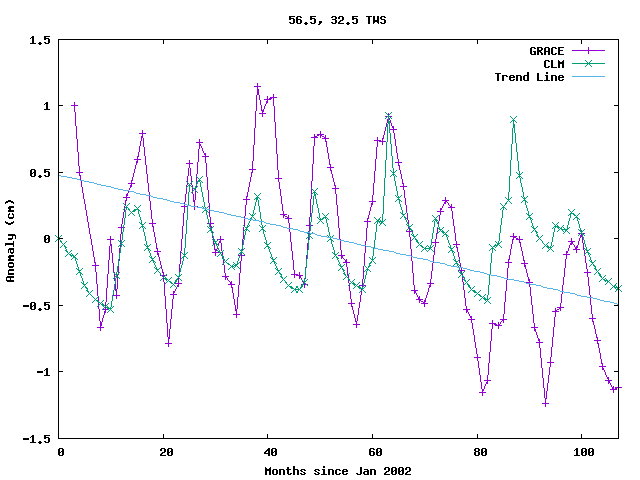 56.5, 32.5 TWS
GRACE
CLM
Trend Line
1.5
1
0.5
0
-0.5
-1
-1.5
Anomaly (cm)
0 20 40 60 80 100
Months since Jan 2002